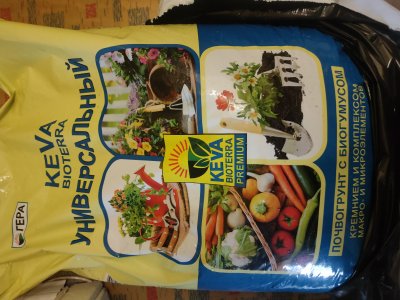 ГЕРА
KEVA
BIOTERRA
УНИВЕРСАЛЬНЫЙ
KEVA
BIOTERRA
PREMIUM
ПОЧВОГРУНТ С БИОГУМУСОМ
КРЕМНИЕМ И КОМПЛЕКСОМ
МАКРО- И МИКРОЭЛЕМЕНТОВ